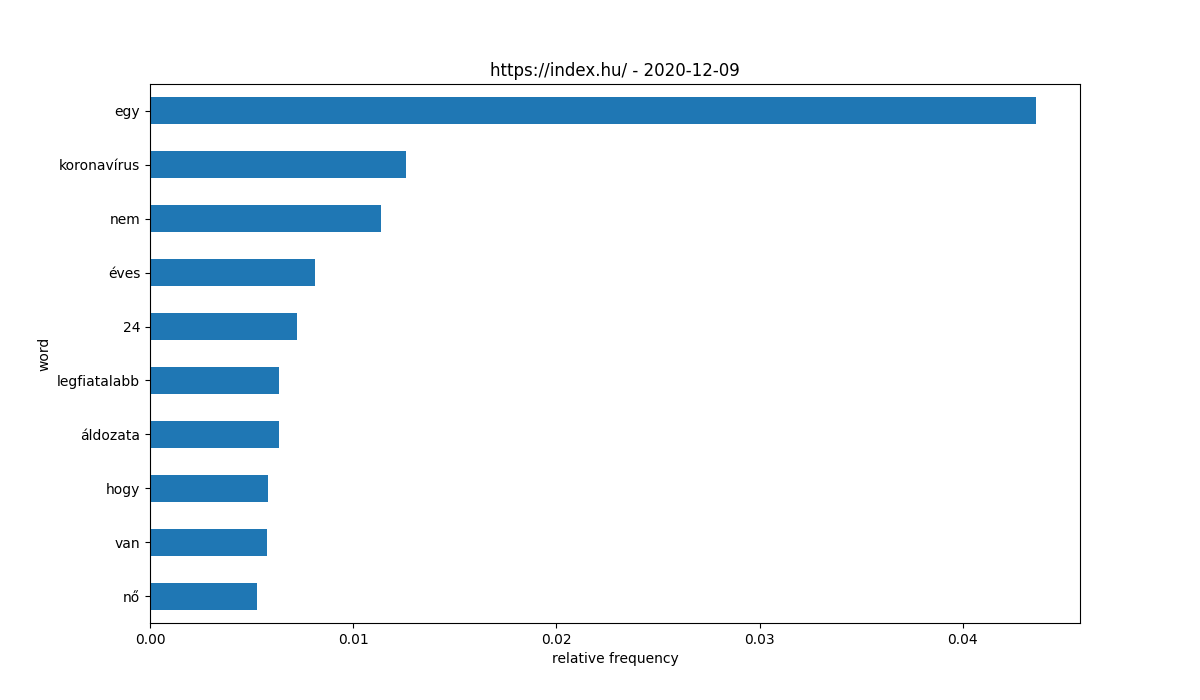 https://index.hu/ - 2020-12-09
egy
koronavírus
nem
éves
24
legfiatalabb
áldozata
hogy
van
nő
word
0.00 0.01 0.02 0.03 0.04
relative frequency